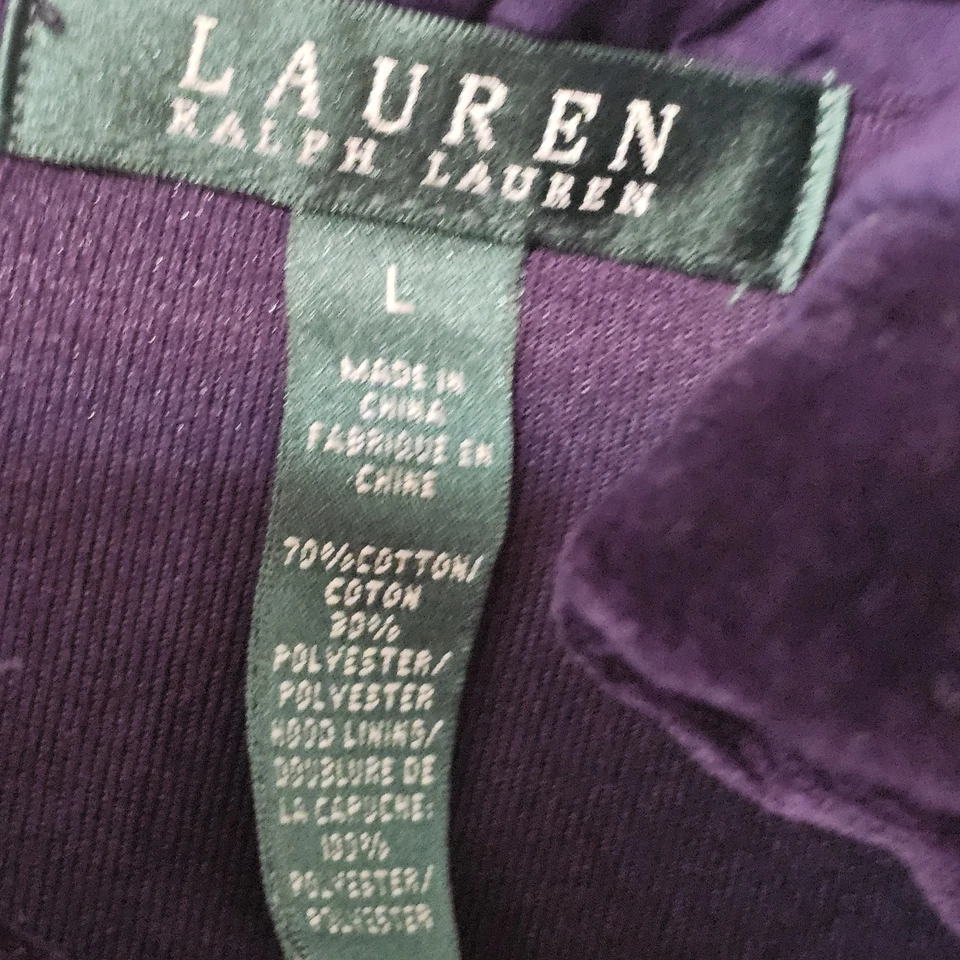 LAUREN
RALPH LAUREN
L
MADE IN
CHINA
FABRIQUE EN
CHINE
70%COTTON/
COTON
30%
POLYESTER/
POLYESTER
HOOD LINING/
DOUBLURE DE
LA CAPUCHE:
100%
POLYESTER/
POLYESTER